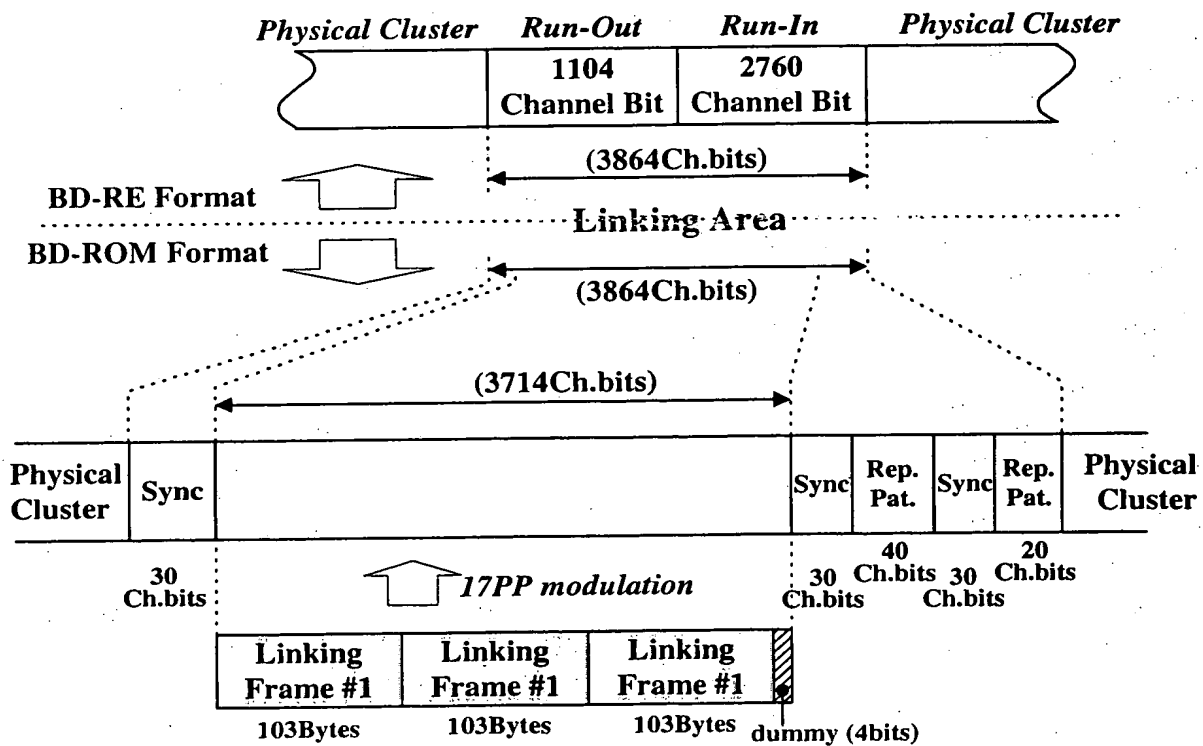 Physical Cluster Run-Out Run-In Physical Cluster
1104
Channel Bit
2760
Channel Bit
(3864Ch.bits)
BD-RE Format
Linking Area
BD-ROM Format
(3864Ch.bits)
(3714Ch.bits)
Physical
Cluster
Sync
Sync
Rep.
Pat.
Sync
Rep.
Pat.
Physical
Cluster
30
Ch.bits
17PP modulation
30
Ch.bits
40
Ch.bits
30
Ch.bits
20
Ch.bits
Linking
Frame #1
Linking
Frame #1
Linking
Frame #1
103Bytes
103Bytes
103Bytes
dummy (4bits)